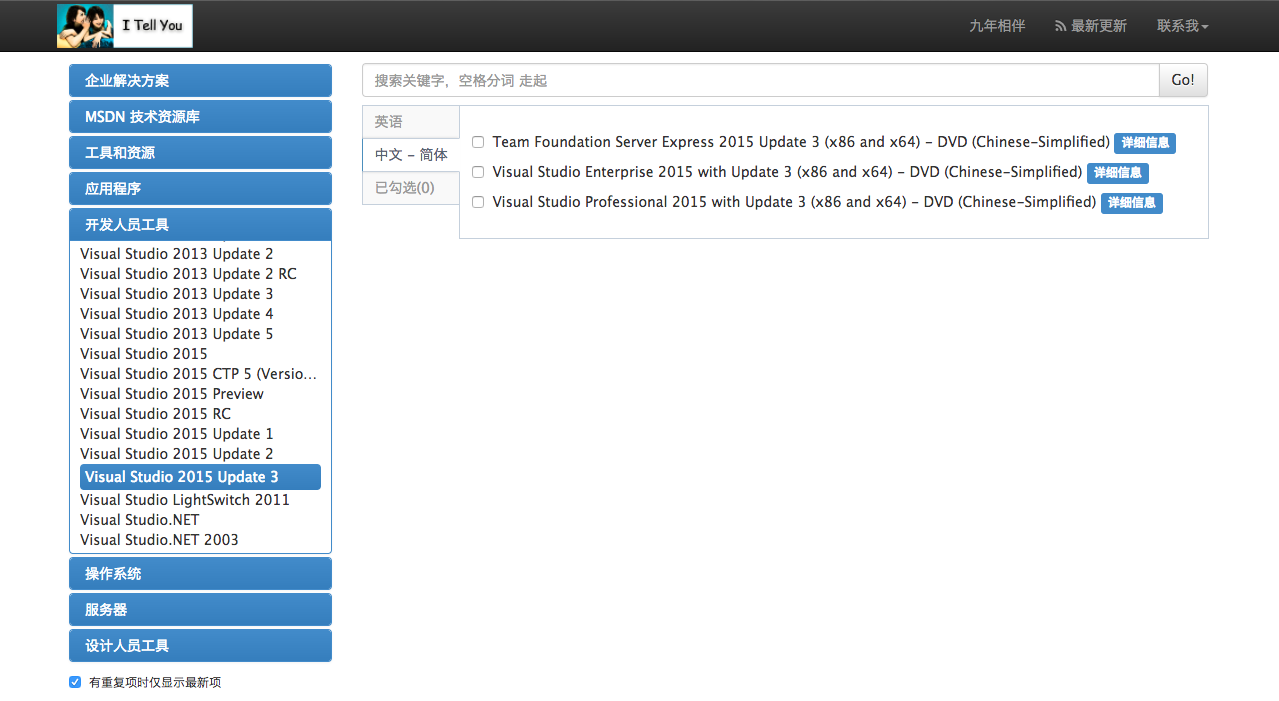 I Tell You
九年相伴
最新更新
联系我
企业解决方案
MSDN 技术资源库
工具和资源
应用程序
开发人员工具
Visual Studio 2013 Update 2
Visual Studio 2013 Update 2 RC
Visual Studio 2013 Update 3
Visual Studio 2013 Update 4
Visual Studio 2013 Update 5
Visual Studio 2015
Visual Studio 2015 CTP 5 (Versio...
Visual Studio 2015 Preview
Visual Studio 2015 RC
Visual Studio 2015 Update 1
Visual Studio 2015 Update 2
Visual Studio 2015 Update 3
Visual Studio LightSwitch 2011
Visual Studio.NET
Visual Studio.NET 2003
操作系统
服务器
设计人员工具
有重复项时仅显示最新项
搜索关键字，空格分词 走起
Go!
英语
中文 - 简体
已勾选(0)
Team Foundation Server Express 2015 Update 3 (x86 and x64) - DVD (Chinese-Simplified) 详细信息
Visual Studio Enterprise 2015 with Update 3 (x86 and x64) - DVD (Chinese-Simplified) 详细信息
Visual Studio Professional 2015 with Update 3 (x86 and x64) - DVD (Chinese-Simplified) 详细信息